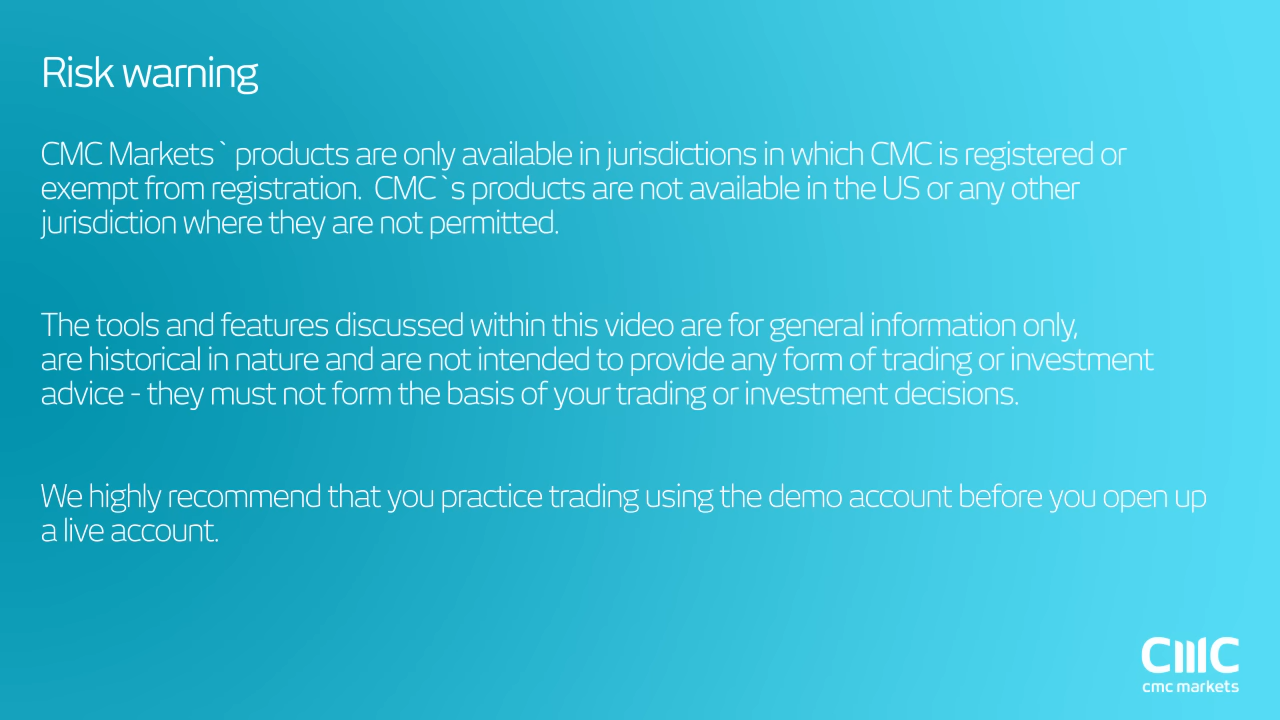 Risk warning
CMC Markets` products are only available in jurisdictions in which CMC is registered or
exempt from registration.  CMC`s products are not available in the US or any other
jurisdiction where they are not permitted.
The tools and features discussed within this video are for general information only,
are historical in nature and are not intended to provide any form of trading or investment
advice - they must not form the basis of your trading or investment decisions.
We highly recommend that you practice trading using the demo account before you open up
a live account.
CMC
cmc markets